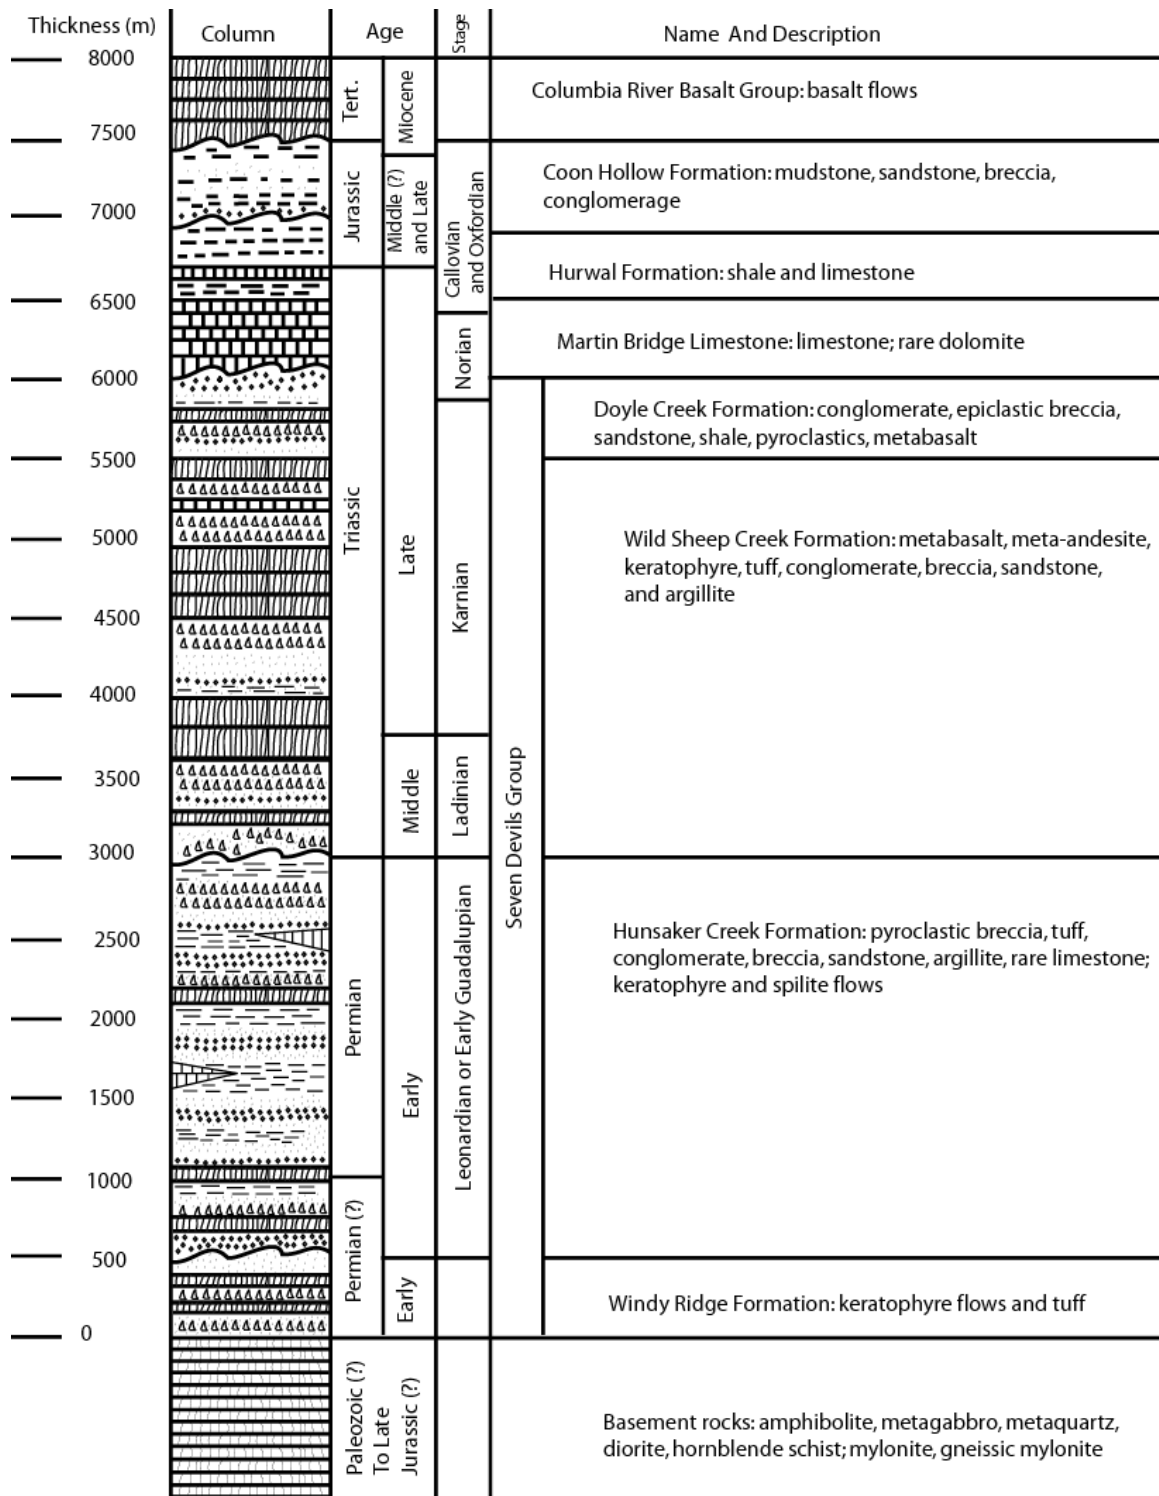 Thickness (m)
Column
Age
Stage
Name And Description
8000
7500
7000
6500
6000
5500
5000
4500
4000
3500
3000
2500
2000
1500
1000
500
0
Tert.
Jurassic
Triassic
Permian
Permian (?)
Paleozoic (?)
To Late
Jurassic (?)
Miocene
Middle (?)
and Late
Late
Middle
Early
Early
Callovian
and Oxfordian
Norian
Karnian
Ladinian
Leonardian or Early Guadalupian
Seven Devils Group
Columbia River Basalt Group: basalt flows
Coon Hollow Formation: mudstone, sandstone, breccia,
conglomerage
Hurwal Formation: shale and limestone
Martin Bridge Limestone: limestone; rare dolomite
Doyle Creek Formation: conglomerate, epiclastic breccia,
sandstone, shale, pyroclastics, metabasalt
Wild Sheep Creek Formation: metabasalt, meta-andesite,
keratophyre, tuff, conglomerate, breccia, sandstone,
and argillite
Hunsaker Creek Formation: pyroclastic breccia, tuff,
conglomerate, breccia, sandstone, argillite, rare limestone;
keratophyre and spilite flows
Windy Ridge Formation: keratophyre flows and tuff
Basement rocks: amphibolite, metagabbro, metaquartz,
diorite, hornblende schist; mylonite, gneissic mylonite